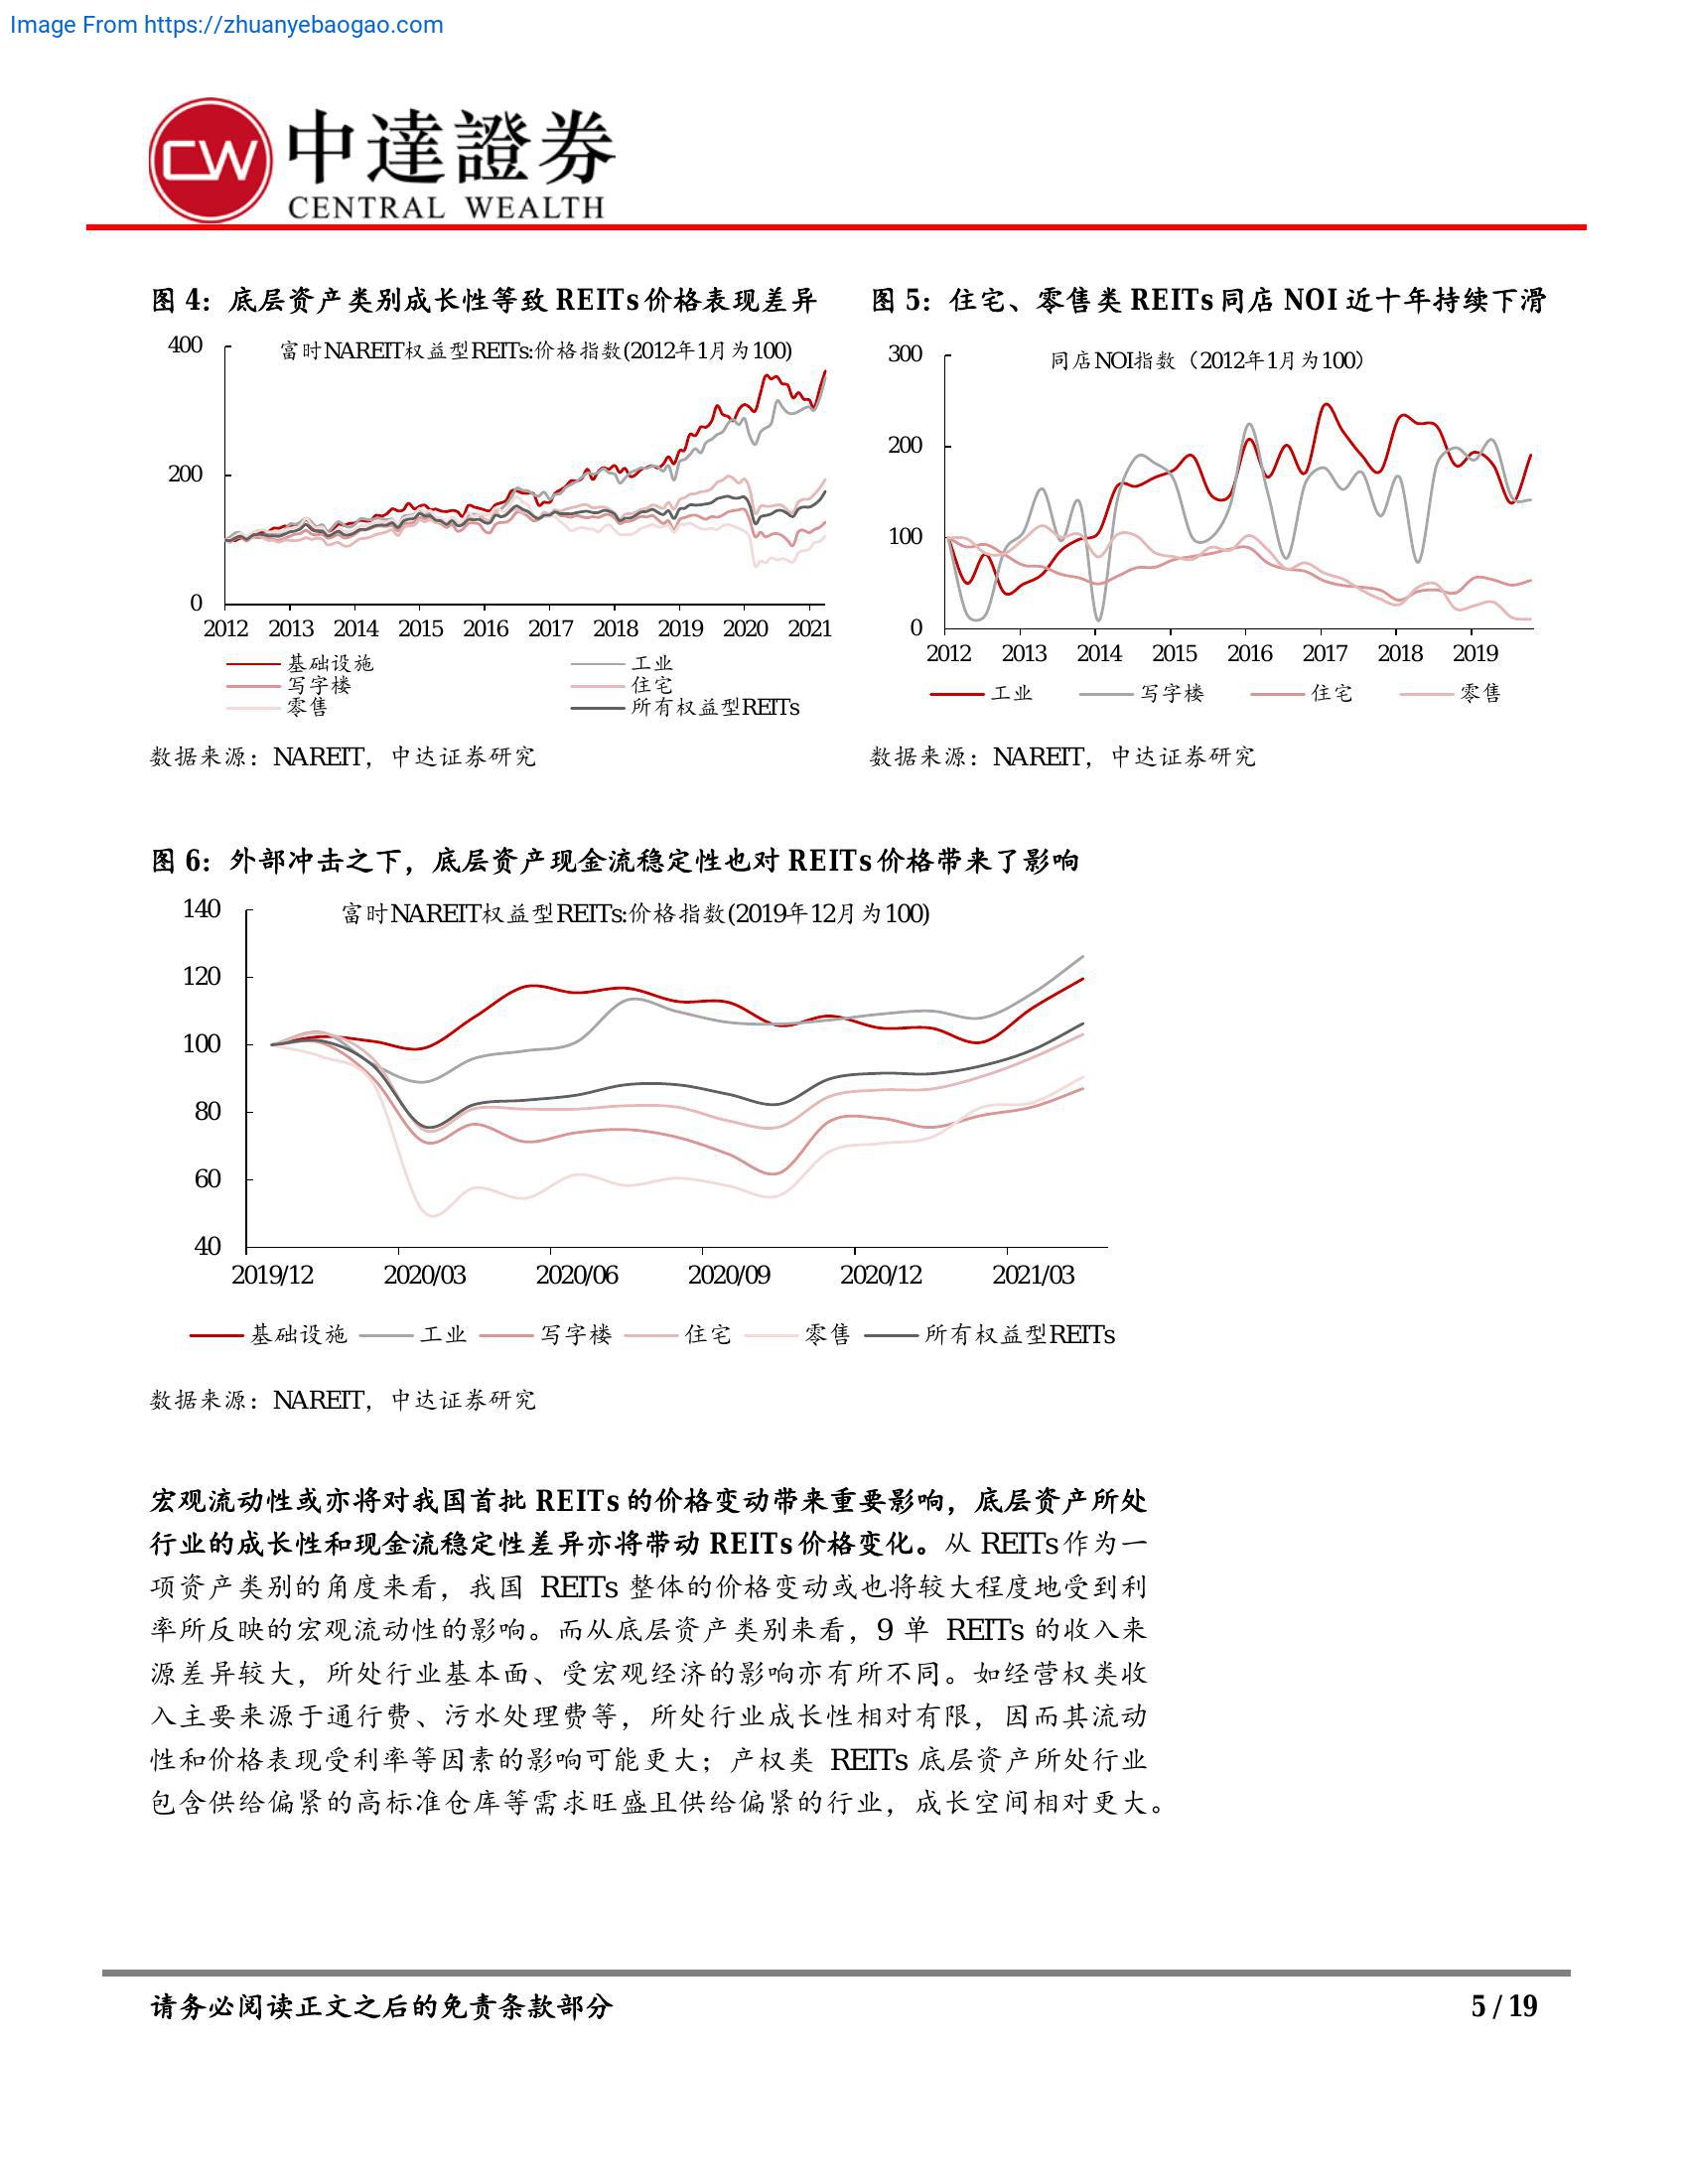 Image From https://zhuanyebaogao.com
CW
中達證券
CENTRAL WEALTH
图 4：底层资产类别成长性等致 REITs 价格表现差异
富时NAREIT权益型REITs:价格指数(2012年1月为100)
400
200
0
2012 2013 2014 2015 2016 2017 2018 2019 2020 2021
基础设施 工业
写字楼 住宅
零售 所有权益型REITs
数据来源：NAREIT，中达证券研究
图 5：住宅、零售类 REITs 同店 NOI 近十年持续下滑
同店NOI指数（2012年1月为100）
300
200
100
0
2012 2013 2014 2015 2016 2017 2018 2019
工业 写字楼 住宅 零售
数据来源：NAREIT，中达证券研究
图 6：外部冲击之下，底层资产现金流稳定性也对 REITs 价格带来了影响
富时NAREIT权益型REITs:价格指数(2019年12月为100)
140
120
100
80
60
40
2019/12 2020/03 2020/06 2020/09 2020/12 2021/03
基础设施 工业 写字楼 住宅 零售 所有权益型REITs
数据来源：NAREIT，中达证券研究
宏观流动性或亦将对我国首批 REITs 的价格变动带来重要影响，底层资产所处
行业的成长性和现金流稳定性差异亦将带动 REITs 价格变化。从 REITs 作为一
项资产类别的角度来看，我国 REITs 整体的价格变动或也将较大程度地受到利
率所反映的宏观流动性的影响。而从底层资产类别来看，9 单 REITs 的收入来
源差异较大，所处行业基本面、受宏观经济的影响亦有所不同。如经营权类收
入主要来源于通行费、污水处理费等，所处行业成长性相对有限，因而其流动
性和价格表现受利率等因素的影响可能更大；产权类 REITs 底层资产所处行业
包含供给偏紧的高标准仓库等需求旺盛且供给偏紧的行业，成长空间相对更大。
请务必阅读正文之后的免责条款部分
5 / 19